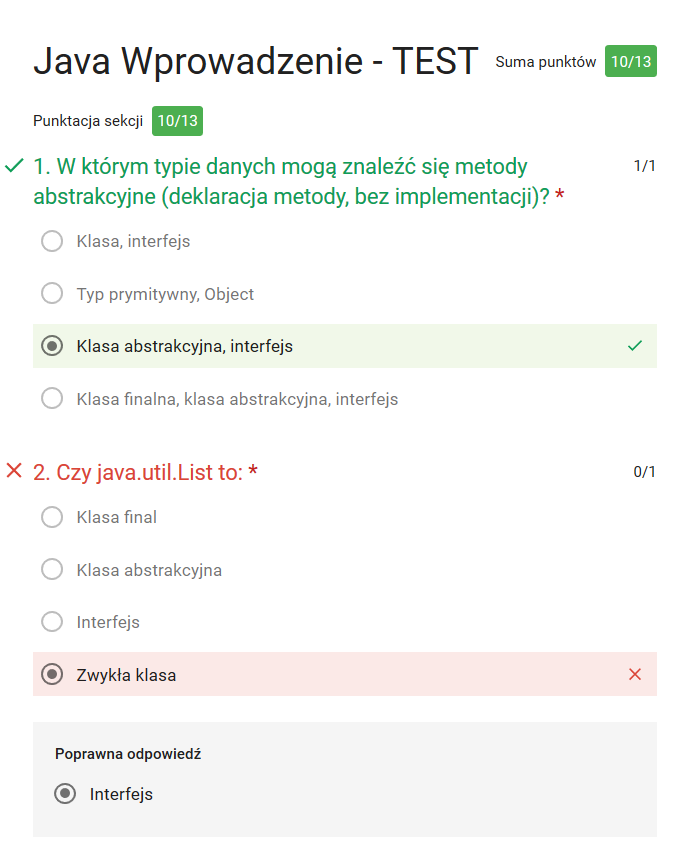 Java Wprowadzenie - TEST Suma punktów 10/13
Punktacja sekcji 10/13
1. W którym typie danych mogą znaleźć się metody 1/1
abstrakcyjne (deklaracja metody, bez implementacji)? *
Klasa, interfejs
Typ prymitywny, Object
Klasa abstrakcyjna, interfejs
Klasa finalna, klasa abstrakcyjna, interfejs
2. Czy java.util.List to: * 0/1
Klasa final
Klasa abstrakcyjna
Interfejs
Zwykła klasa
Poprawna odpowiedź
Interfejs